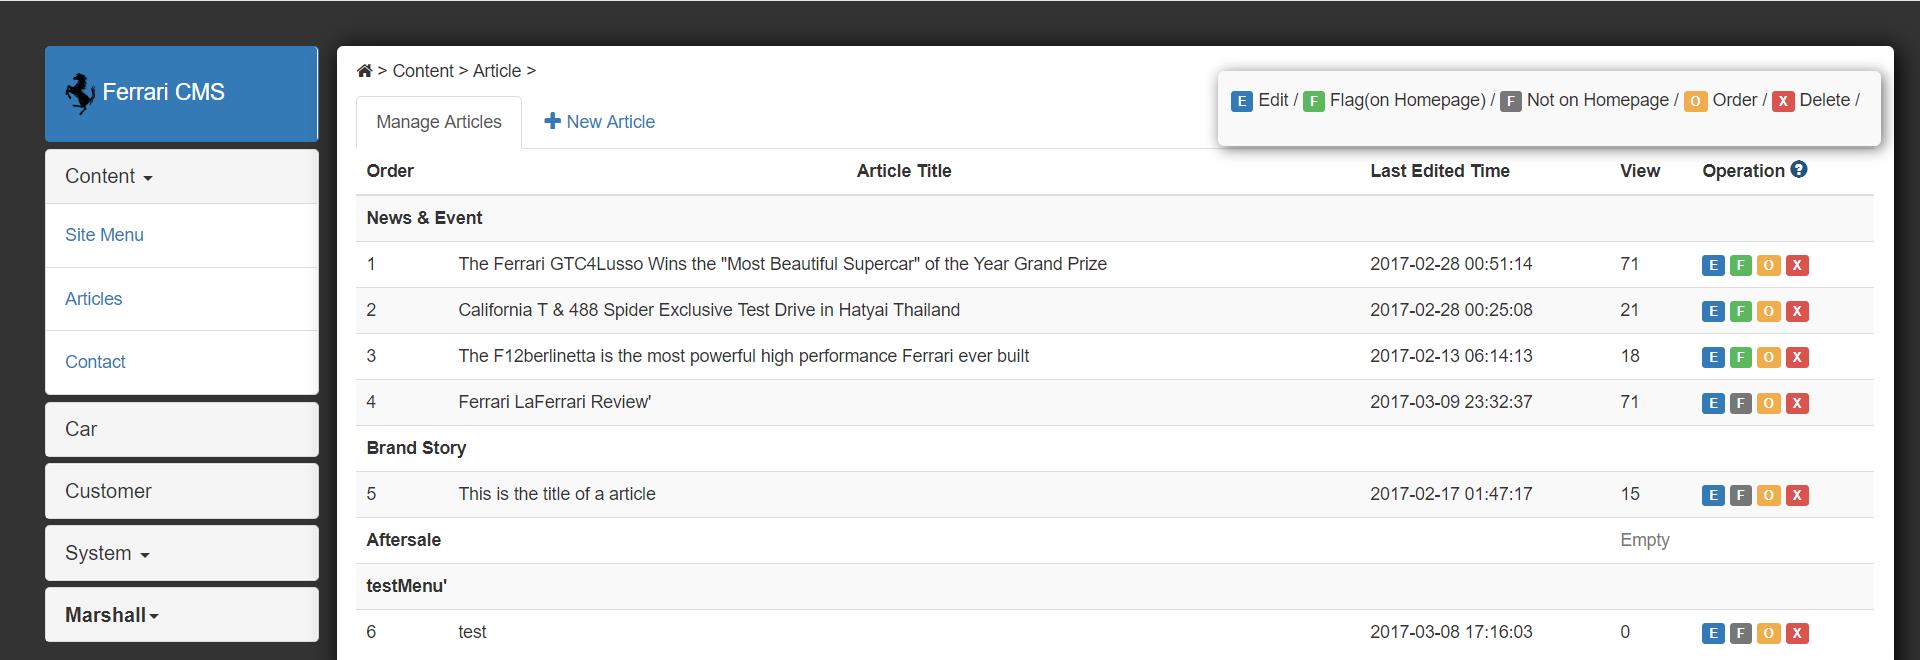 Ferrari CMS
Content
Site Menu
Articles
Contact
Car
Customer
System
Marshall
> Content > Article >
Manage Articles
New Article
E Edit / F Flag(on Homepage) / F Not on Homepage / O Order / X Delete /
Order Article Title Last Edited Time View Operation ?
News & Event
1 The Ferrari GTC4Lusso Wins the "Most Beautiful Supercar" of the Year Grand Prize 2017-02-28 00:51:14 71 E F O X
2 California T & 488 Spider Exclusive Test Drive in Hatyai Thailand 2017-02-28 00:25:08 21 E F O X
3 The F12berlinetta is the most powerful high performance Ferrari ever built 2017-02-13 06:14:13 18 E F O X
4 Ferrari LaFerrari Review' 2017-03-09 23:32:37 71 E F O X
Brand Story
5 This is the title of a article 2017-02-17 01:47:17 15 E F O X
Aftersale Empty
testMenu'
6 test 2017-03-08 17:16:03 0 E F O X